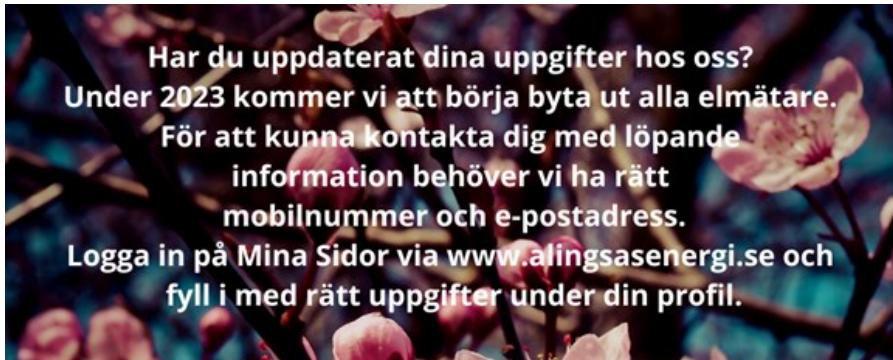 Har du uppdaterat dina uppgifter hos oss?
Under 2023 kommer vi att börja byta ut alla elmätare.
För att kunna kontakta dig med löpande
information behöver vi ha rätt
mobilnummer och e-postadress.
Logga in på Mina Sidor via www.alingsasenergi.se och
fyll i med rätt uppgifter under din profil.